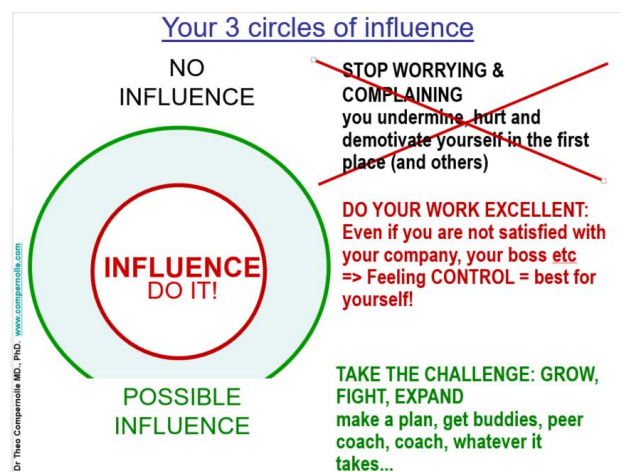 Your 3 circles of influence
NO
INFLUENCE
STOP WORRYING &
COMPLAINING
you undermine, hurt and
demotivate yourself in the first
place (and others)
INFLUENCE
DO IT!
DO YOUR WORK EXCELLENT:
Even if you are not satisfied with
your company, your boss etc
=> Feeling CONTROL = best for
yourself!
POSSIBLE
INFLUENCE
TAKE THE CHALLENGE: GROW,
FIGHT, EXPAND
make a plan, get buddies, peer
coach, coach, whatever it
takes...
Dr Theo Compernolle MD., PhD. www.compernolle.com